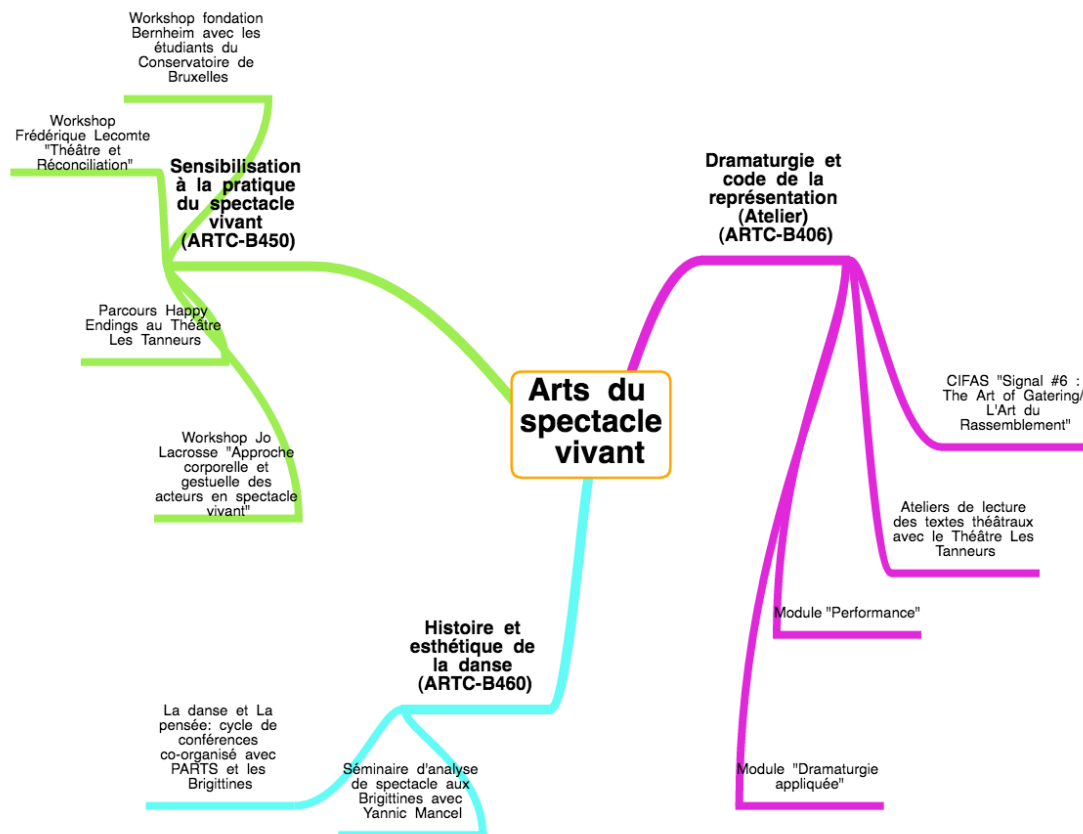 Workshop fondation
Bernheim avec les
étudiants du
Conservatoire de
Bruxelles
Workshop
Frédérique Lecomte
"Théâtre et
Réconciliation"
Sensibilisation
à la pratique
du spectacle
vivant
(ARTC-B450)
Parcours Happy
Endings au Théâtre
Les Tanneurs
Workshop Jo
Lacrosse "Approche
corporelle et
gestuelle des
acteurs en spectacle
vivant"
Arts du
spectacle
vivant
Dramaturgie et
code de la
représentation
(Atelier)
(ARTC-B406)
CIFAS "Signal #6 :
The Art of Gatering/
L'Art du
Rassemblement"
Ateliers de lecture
des textes théâtraux
avec le Théâtre Les
Tanneurs
Module "Performance"
Module "Dramaturgie
appliquée"
Histoire et
esthétique de
la danse
(ARTC-B460)
La danse et La
pensée: cycle de
conférences
co-organisé avec
PARTS et les
Brigittines
Séminaire d'analyse
de spectacle aux
Brigittines avec
Yannic Mancel